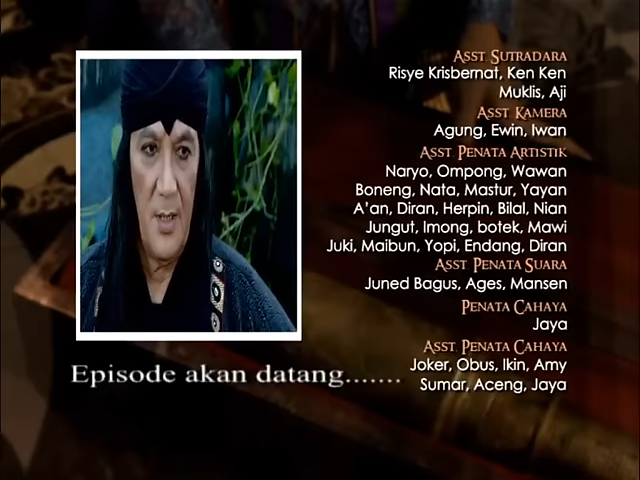 Asst. Sutradara
Risye Krisbernat, Ken Ken
Muklis, Aji
Asst Kamera
Agung, Ewin, Iwan
Asst Penata Artistik
Naryo, Ompong, Wawan
Boneng, Nata, Mastur, Yayan
A'an, Diran, Herpin, Bilal, Nian
Jungut, Imong, botek, Mawi
Juki, Maibun, Yopi, Endang, Diran
Asst Penata Suara
Juned Bagus, Ages, Mansen
Penata Cahaya
Jaya
Asst. Penata Cahaya
Joker, Obus, Ikin, Amy
Sumar, Aceng, Jaya
Episode akan datang.......